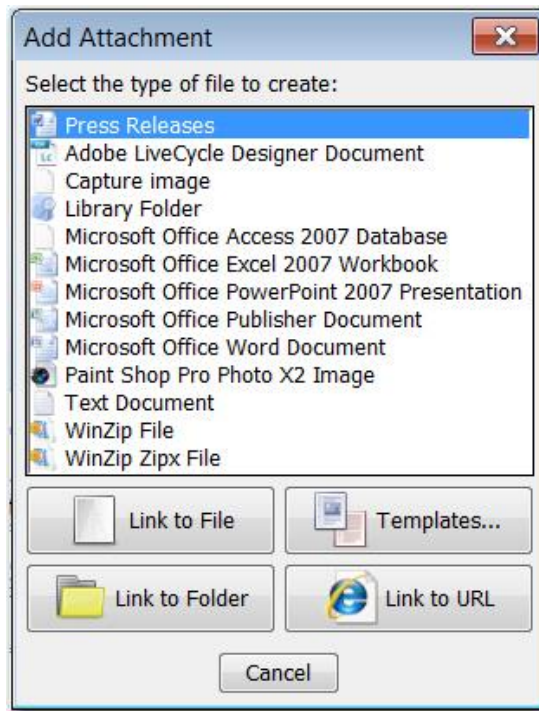 Add Attachment
Select the type of file to create:
Press Releases
Adobe LiveCycle Designer Document
Capture image
Library Folder
Microsoft Office Access 2007 Database
Microsoft Office Excel 2007 Workbook
Microsoft Office PowerPoint 2007 Presentation
Microsoft Office Publisher Document
Microsoft Office Word Document
Paint Shop Pro Photo X2 Image
Text Document
WinZip File
WinZip Zipx File
Link to File
Templates...
Link to Folder
Link to URL
Cancel